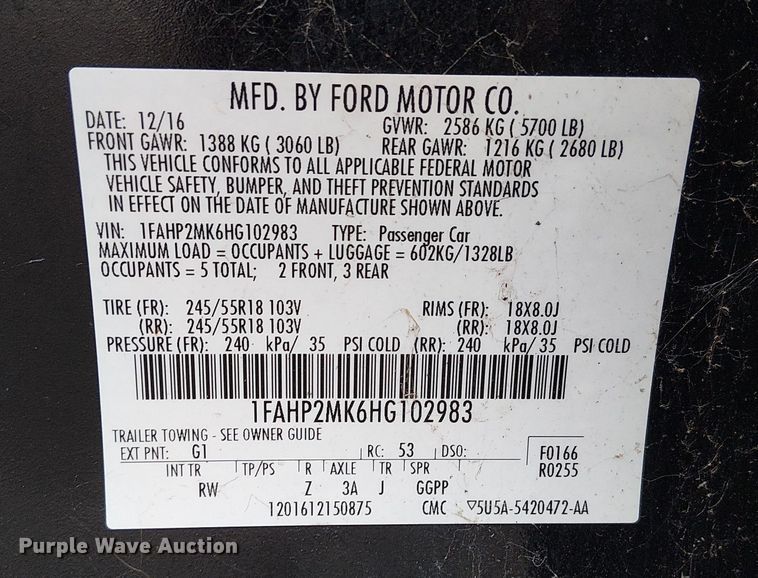 MFD. BY FORD MOTOR CO.
DATE: 12/16 GVWR: 2586 KG ( 5700 LB)
FRONT GAWR: 1388 KG ( 3060 LB) REAR GAWR: 1216 KG ( 2680 LB)
THIS VEHICLE CONFORMS TO ALL APPLICABLE FEDERAL MOTOR
VEHICLE SAFETY, BUMPER, AND THEFT PREVENTION STANDARDS
IN EFFECT ON THE DATE OF MANUFACTURE SHOWN ABOVE.
VIN: 1FAHP2MK6HG102983 TYPE: Passenger Car
MAXIMUM LOAD = OCCUPANTS + LUGGAGE = 602KG/1328LB
OCCUPANTS = 5 TOTAL; 2 FRONT, 3 REAR
TIRE (FR): 245/55R18 103V RIMS (FR): 18X8.0J
(RR): 245/55R18 103V (RR): 18X8.0J
PRESSURE (FR): 240 kPa/ 35 PSI COLD (RR): 240 kPa/ 35 PSI COLD
1FAHP2MK6HG102983
TRAILER TOWING - SEE OWNER GUIDE
EXT PNT: G1 RC: 53 DSO: F0166
INT TR TP/PS R AXLE TR SPR R0255
RW Z 3A J GGPP
1201612150875 CMC ▽5U5A-5420472-AA
Purple Wave Auction